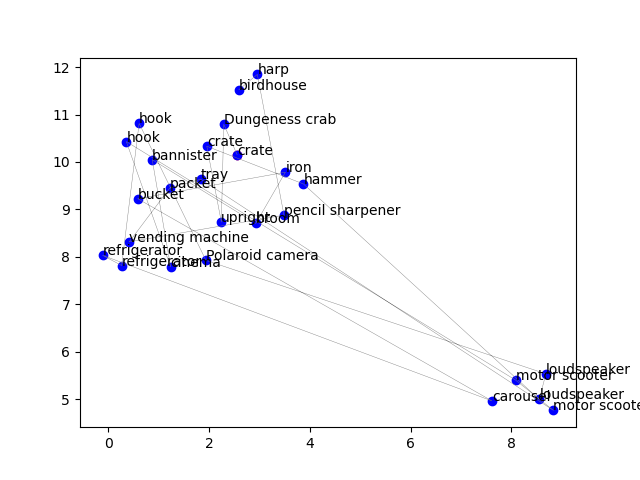 12
harp
birdhouse
11
hook
Dungeness crab
hook
crate
crate
10
bannister
iron
tray
hammer
packet
bucket
9
pencil sharpener
upright
broom
vending machine
8
refrigerator
Polaroid camera
refrigerator
cinema
7
6
loudspeaker
motor scooter
5
carousel
loudspeaker
motor scoote
0
2
4
6
8